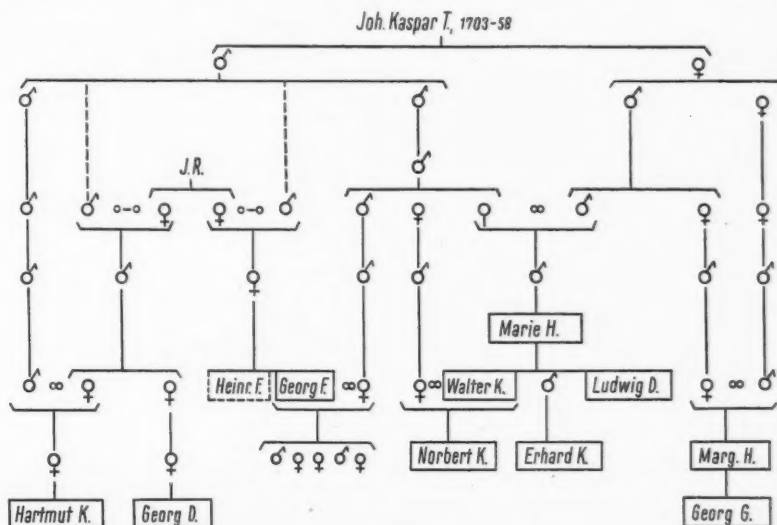 Joh. Kaspar T., 1703-58
J.R.
Marie H.
Heinr. F. Georg F. Walter K. Ludwig D.
Norbert K. Erhard K. Marg. H.
Hartmut K. Georg D. Georg G.